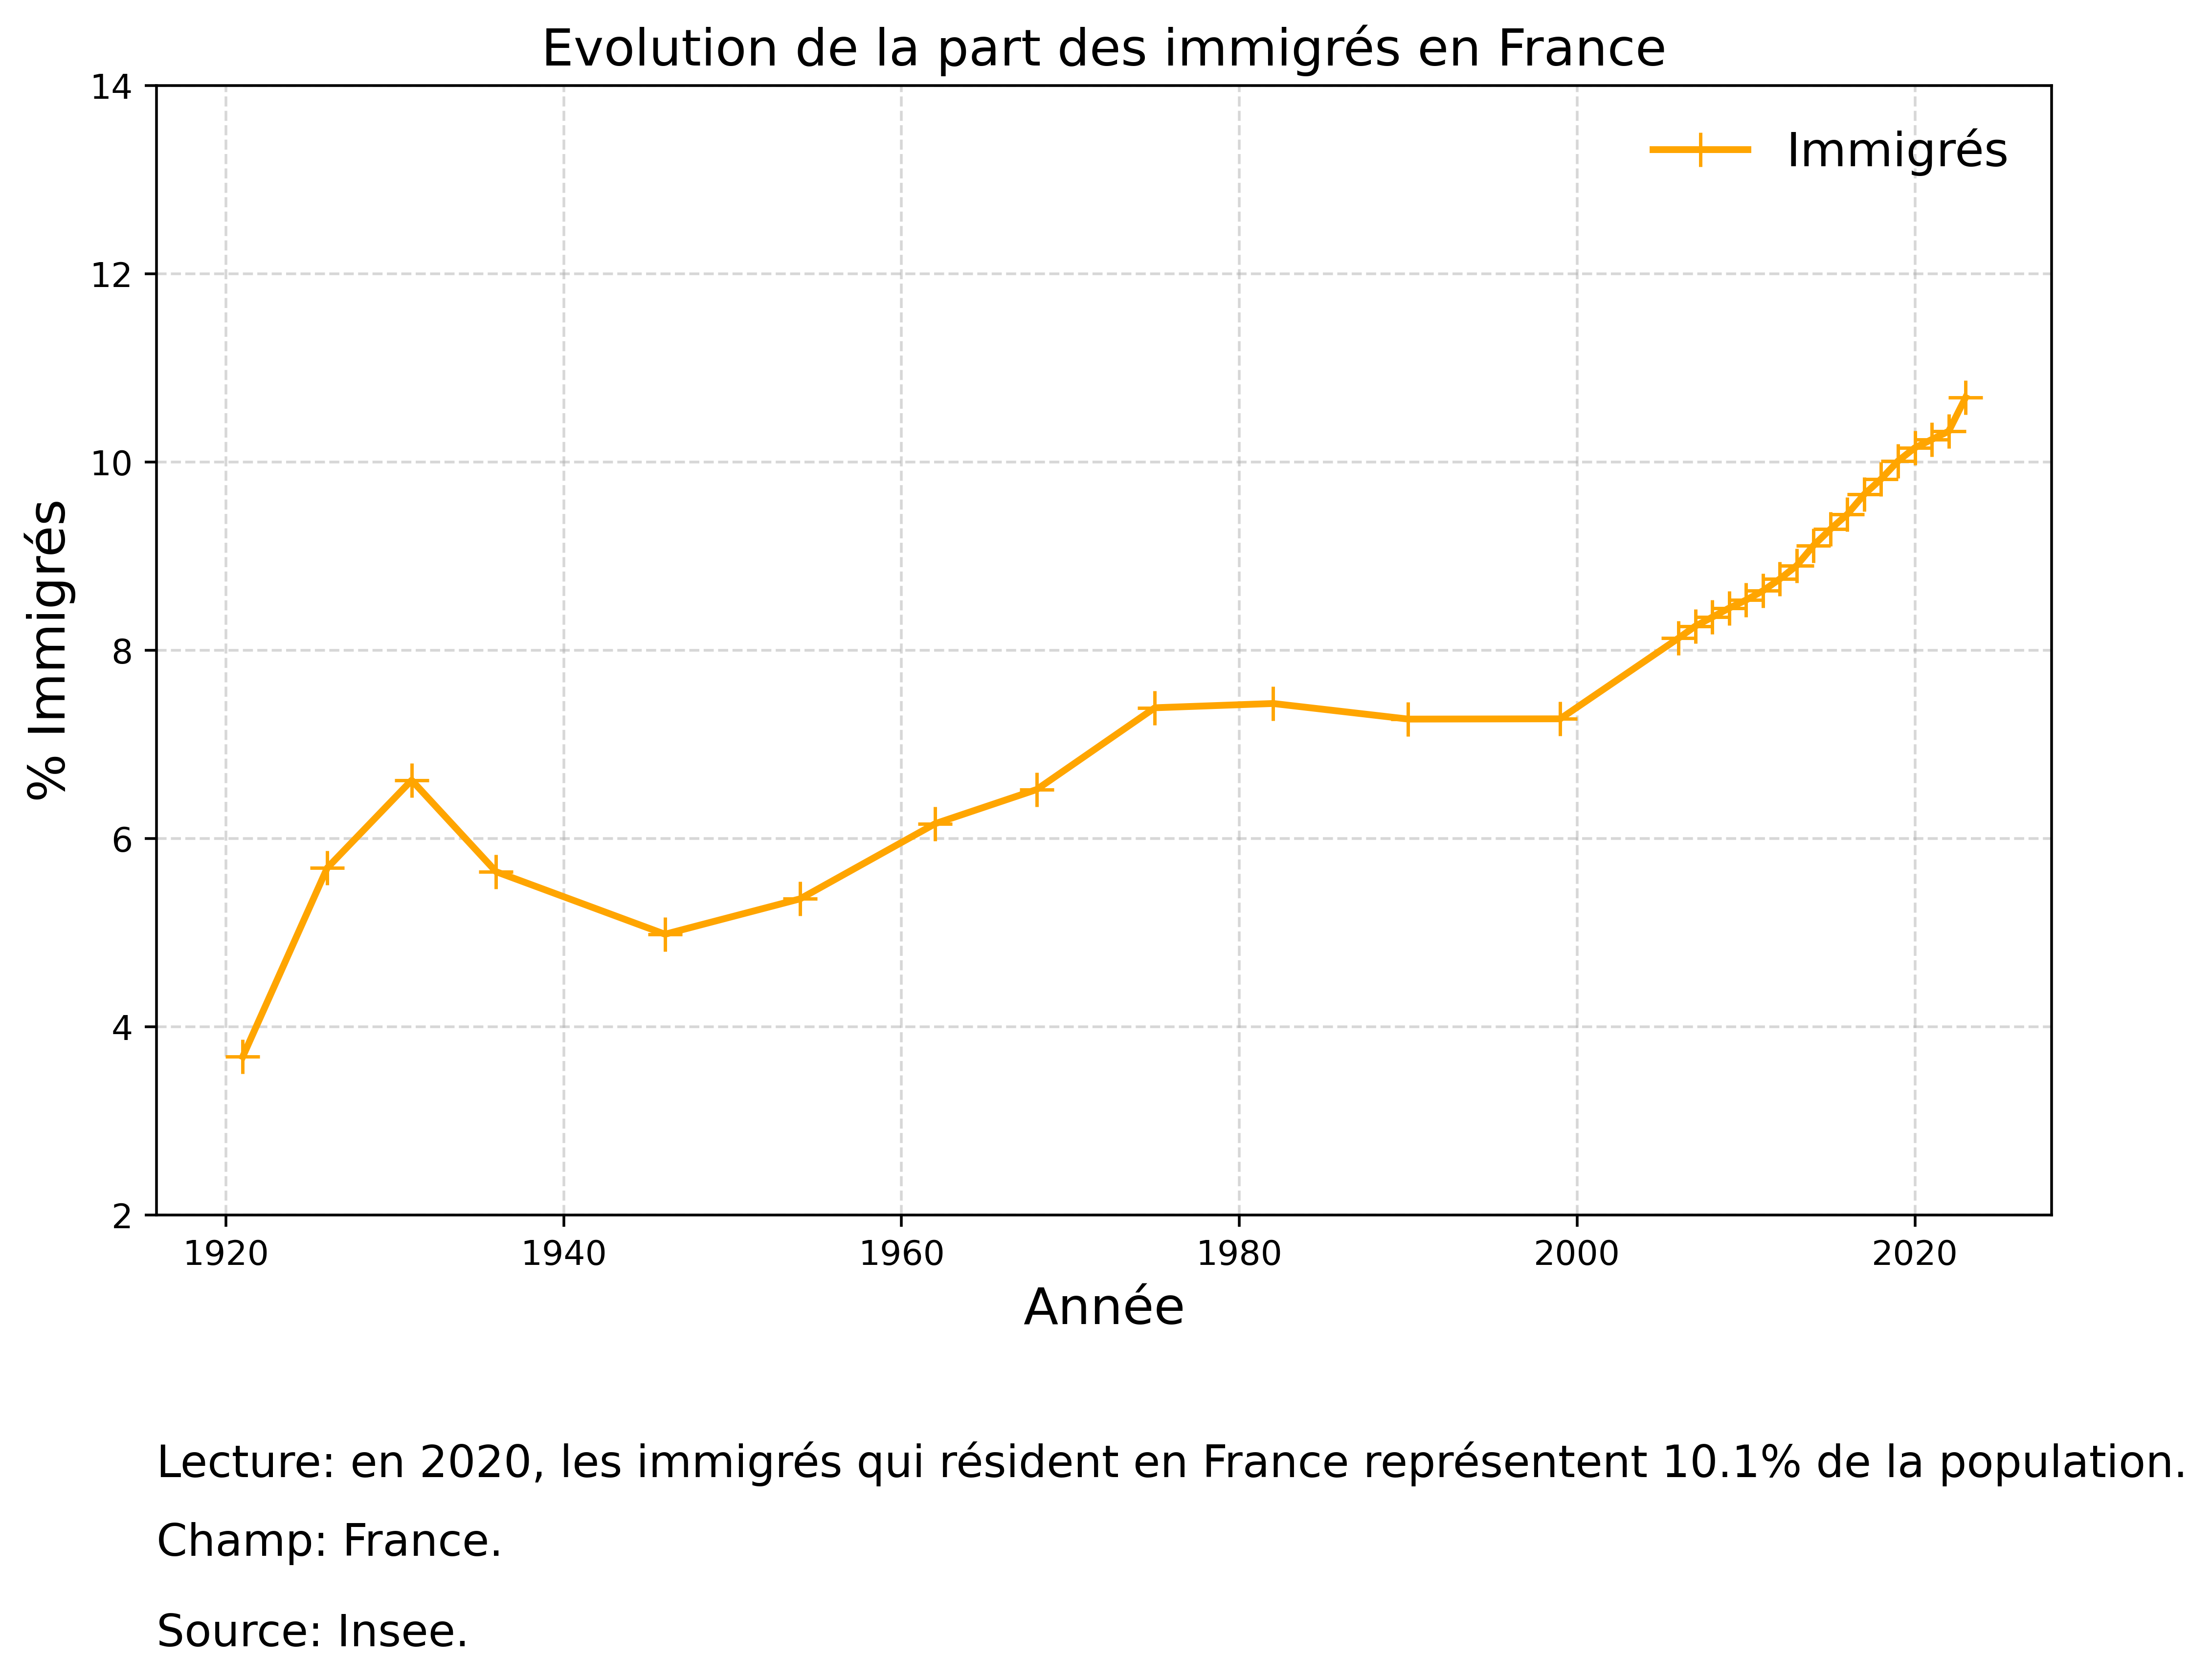 Evolution de la part des immigrés en France
14
12
10
8
6
4
2
% Immigrés
Immigrés
1920 1940 1960 1980 2000 2020
Année
Lecture: en 2020, les immigrés qui résident en France représentent 10.1% de la population.
Champ: France.
Source: Insee.